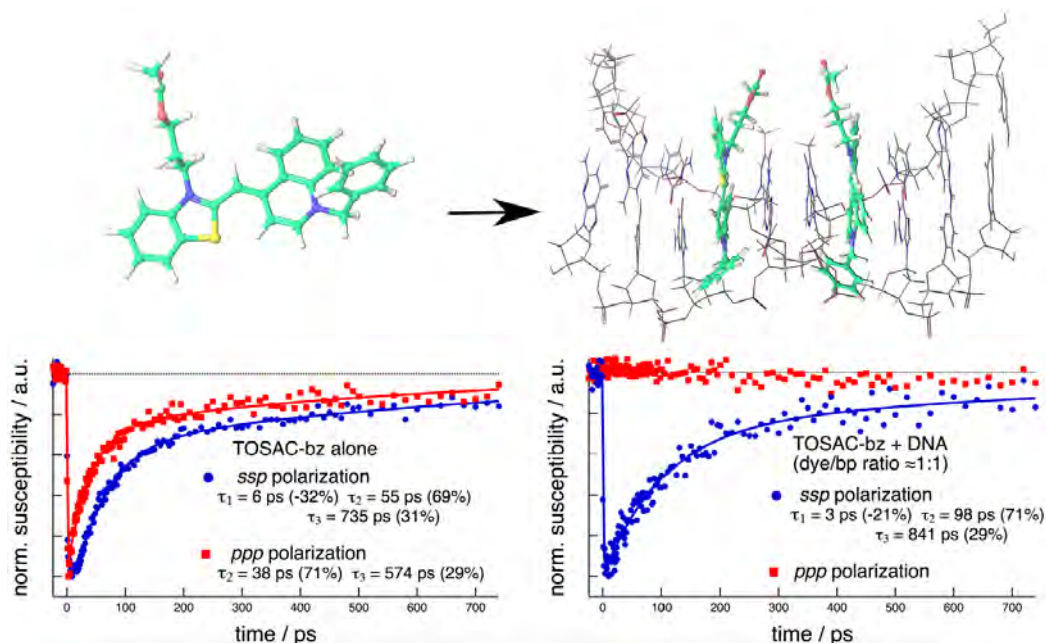 norm. susceptibility / a.u.
TOSAC-bz alone
ssp polarization
τ₁ = 6 ps (-32%) τ₂ = 55 ps (69%)
τ₃ = 735 ps (31%)
ppp polarization
τ₂ = 38 ps (71%) τ₃ = 574 ps (29%)
0 100 200 300 400 500 600 700
time / ps
norm. susceptibility / a.u.
TOSAC-bz + DNA
(dye/bp ratio ≈1:1)
ssp polarization
τ₁ = 3 ps (-21%) τ₂ = 98 ps (71%)
τ₃ = 841 ps (29%)
ppp polarization
0 100 200 300 400 500 600 700
time / ps